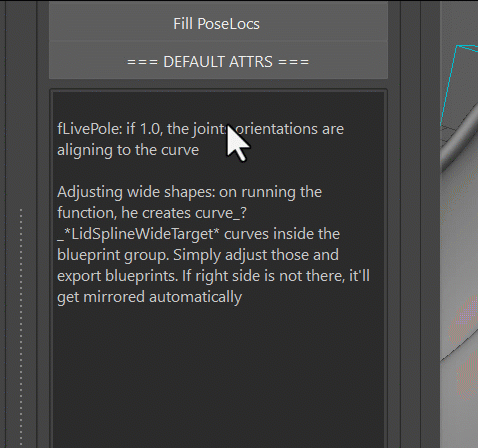 Fill PoseLocs
=== DEFAULT ATTRS ===
fLivePole: if 1.0, the joints orientations are
aligning to the curve
Adjusting wide shapes: on running the
function, he creates curve_?
_*LidSplineWideTarget* curves inside the
blueprint group. Simply adjust those and
export blueprints. If right side is not there, it'll
get mirrored automatically